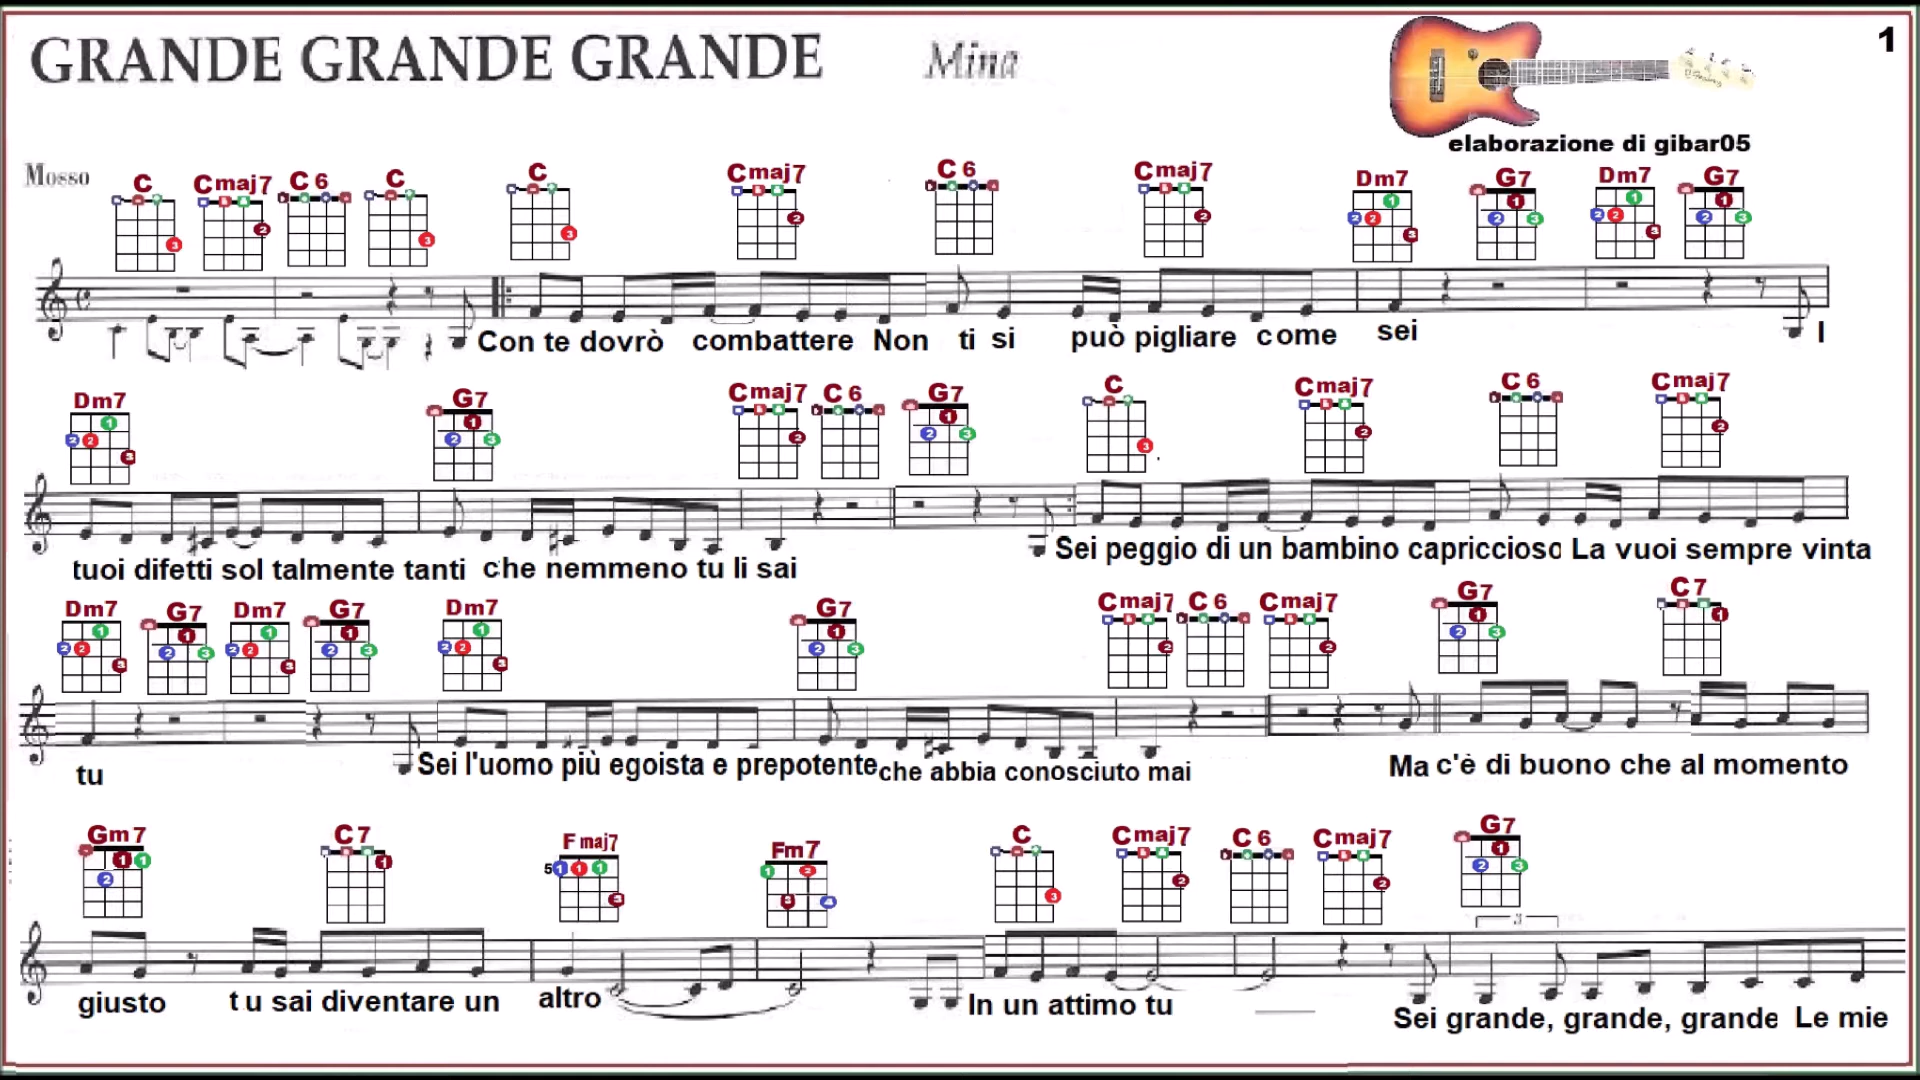 GRANDE GRANDE GRANDE Mina 1
elaborazione di gibar05
Mosso
C Cmaj7 C6 C C Cmaj7 C6 Cmaj7 Dm7 G7 Dm7 G7
Con te dovrò combattere Non ti si può pigliare come sei I
Dm7 G7 Cmaj7 C6 G7 C Cmaj7 C6 Cmaj7
tuoi difetti sol talmente tanti che nemmeno tu li sai Sei peggio di un bambino capriccioso La vuoi sempre vinta
Dm7 G7 Dm7 G7 Dm7 G7 Cmaj7 C6 Cmaj7 G7 C7
tu Sei l'uomo più egoista e prepotente che abbia conosciuto mai Ma c'è di buono che al momento
Gm7 C7 Fmaj7 Fm7 C Cmaj7 C6 Cmaj7 G7
5
3
giusto tu sai diventare un altro In un attimo tu Sei grande, grande, grande Le mie